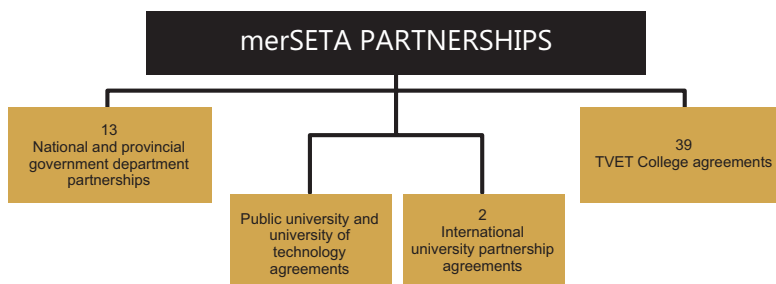 merSETA PARTNERSHIPS
13
National and provincial
government department
partnerships
39
TVET College agreements
Public university and
university of
technology
agreements
2
International
university partnership
agreements